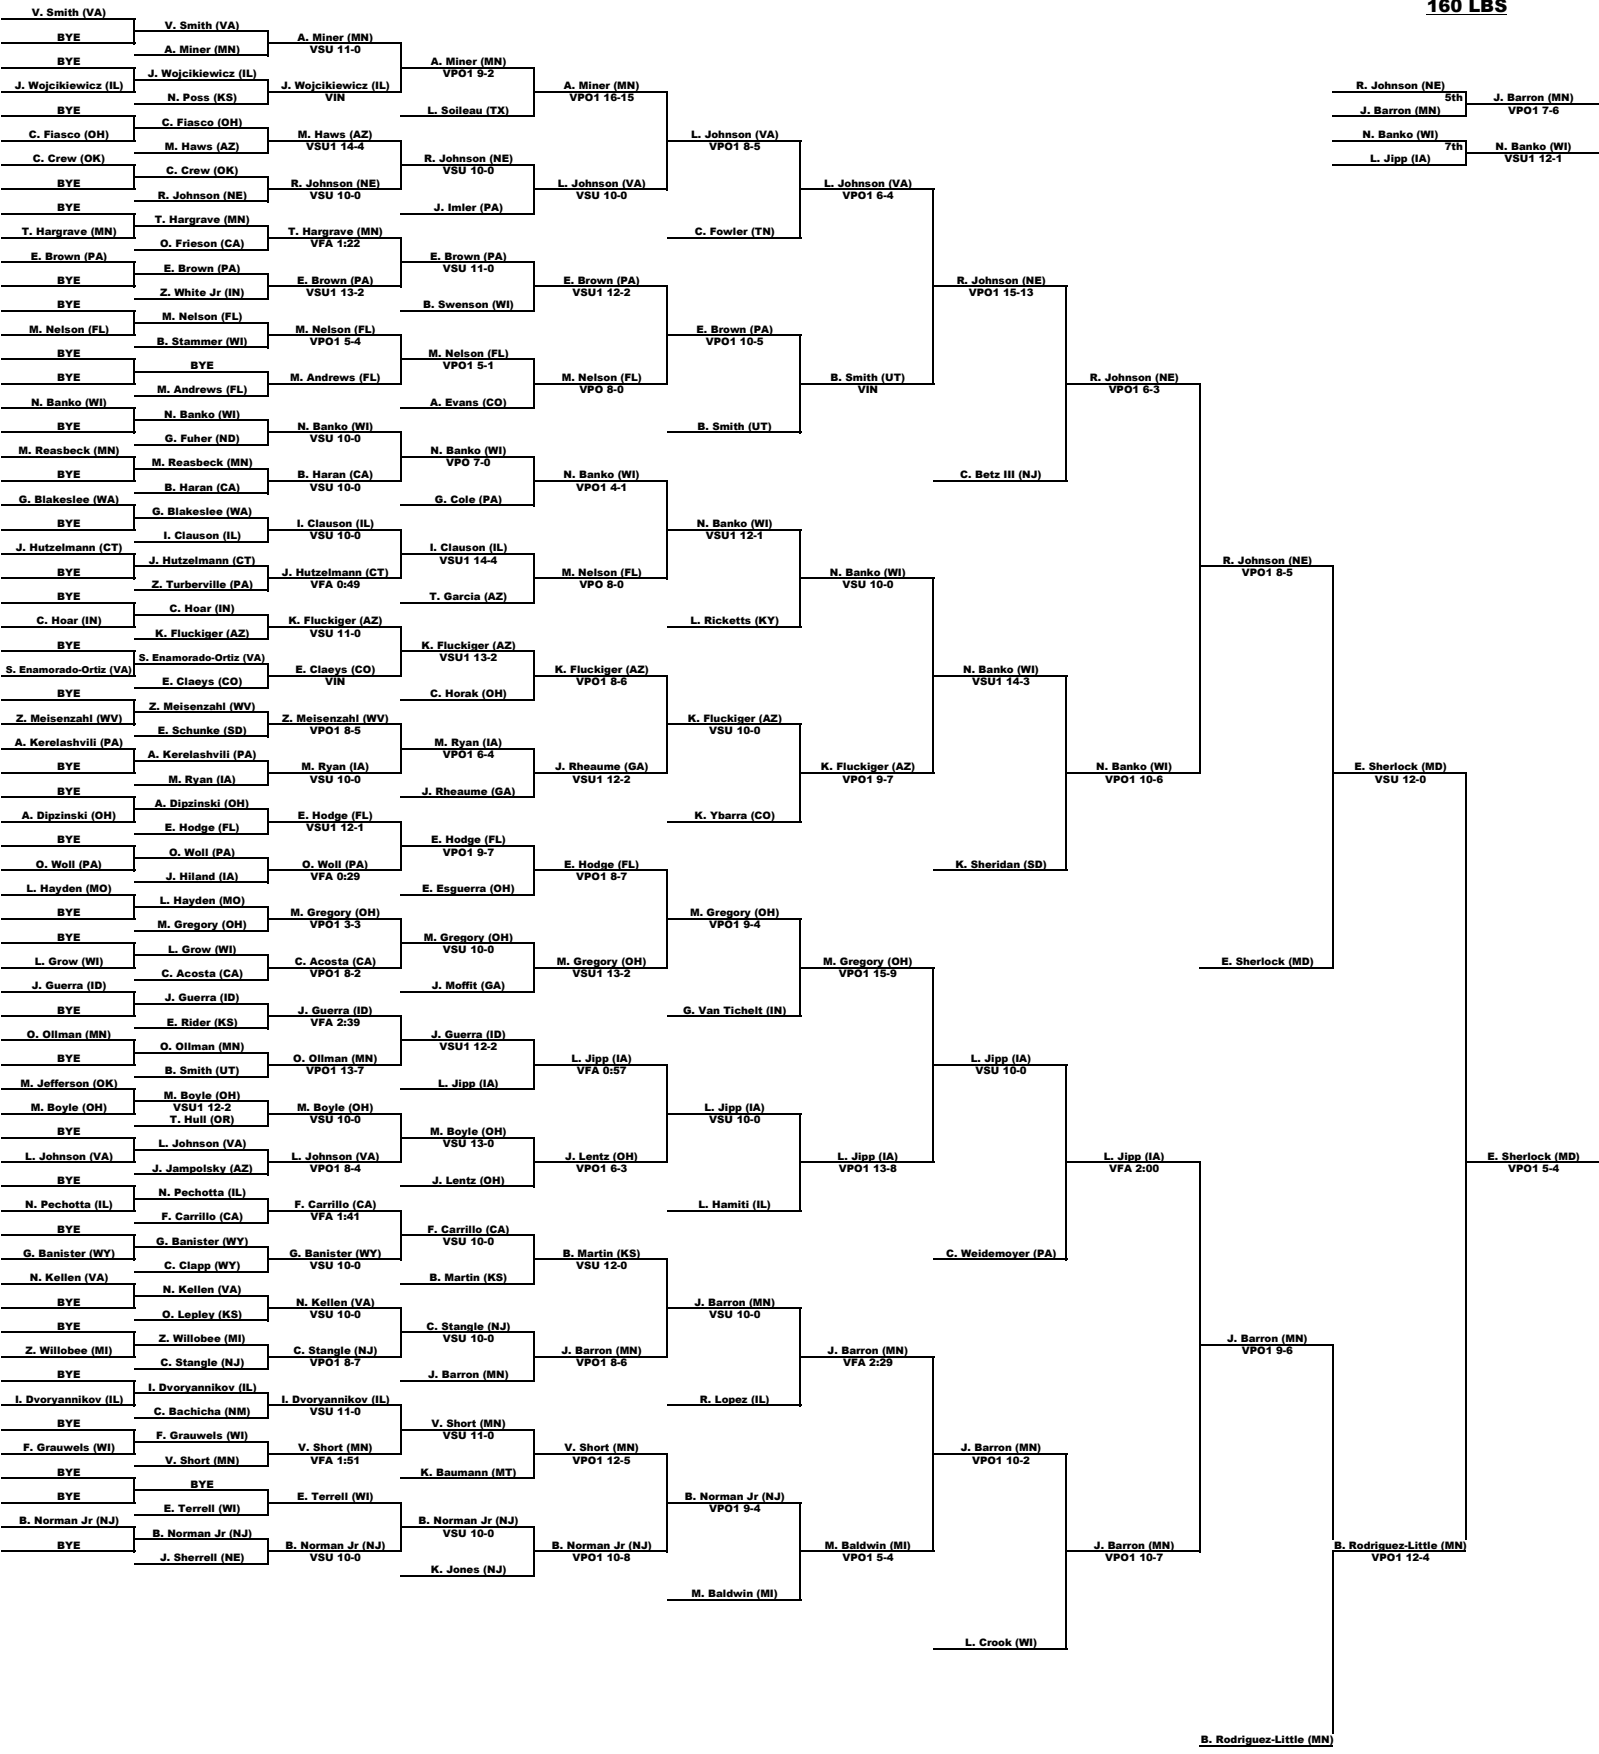 160 LBS
V. Smith (VA)
BYE
BYE
J. Wojcikiewicz (IL)
BYE
C. Fiasco (OH)
C. Crew (OK)
BYE
BYE
T. Hargrave (MN)
E. Brown (PA)
BYE
BYE
M. Nelson (FL)
BYE
BYE
N. Banko (WI)
BYE
M. Reasbeck (MN)
BYE
G. Blakeslee (WA)
BYE
J. Hutzelmann (CT)
BYE
BYE
C. Hoar (IN)
BYE
S. Enamorado-Ortiz (VA)
BYE
Z. Meisenzahl (WV)
A. Kerelashvili (PA)
BYE
BYE
A. Dipzinski (OH)
BYE
O. Woll (PA)
L. Hayden (MO)
BYE
BYE
L. Grow (WI)
J. Guerra (ID)
BYE
O. Ollman (MN)
BYE
M. Jefferson (OK)
M. Boyle (OH)
BYE
L. Johnson (VA)
BYE
N. Pechotta (IL)
BYE
G. Banister (WY)
N. Kellen (VA)
BYE
BYE
Z. Willobee (MI)
BYE
I. Dvoryannikov (IL)
BYE
F. Grauwels (WI)
BYE
BYE
B. Norman Jr (NJ)
BYE
V. Smith (VA)
A. Miner (MN)
J. Wojcikiewicz (IL)
N. Poss (KS)
C. Fiasco (OH)
M. Haws (AZ)
C. Crew (OK)
R. Johnson (NE)
T. Hargrave (MN)
O. Frieson (CA)
E. Brown (PA)
Z. White Jr (IN)
M. Nelson (FL)
B. Stammer (WI)
BYE
M. Andrews (FL)
N. Banko (WI)
G. Fuher (ND)
M. Reasbeck (MN)
B. Haran (CA)
G. Blakeslee (WA)
I. Clauson (IL)
J. Hutzelmann (CT)
Z. Turberville (PA)
C. Hoar (IN)
K. Fluckiger (AZ)
S. Enamorado-Ortiz (VA)
E. Claeys (CO)
Z. Meisenzahl (WV)
E. Schunke (SD)
A. Kerelashvili (PA)
M. Ryan (IA)
A. Dipzinski (OH)
E. Hodge (FL)
O. Woll (PA)
J. Hiland (IA)
L. Hayden (MO)
M. Gregory (OH)
L. Grow (WI)
C. Acosta (CA)
J. Guerra (ID)
E. Rider (KS)
O. Ollman (MN)
B. Smith (UT)
M. Boyle (OH)
VSU1 12-2
T. Hull (OR)
L. Johnson (VA)
J. Jampolsky (AZ)
N. Pechotta (IL)
F. Carrillo (CA)
G. Banister (WY)
C. Clapp (WY)
N. Kellen (VA)
O. Lepley (KS)
Z. Willobee (MI)
C. Stangle (NJ)
I. Dvoryannikov (IL)
C. Bachicha (NM)
F. Grauwels (WI)
V. Short (MN)
BYE
E. Terrell (WI)
B. Norman Jr (NJ)
J. Sherrell (NE)
A. Miner (MN)
VSU 11-0
J. Wojcikiewicz (IL)
VIN
M. Haws (AZ)
VSU1 14-4
R. Johnson (NE)
VSU 10-0
T. Hargrave (MN)
VFA 1:22
E. Brown (PA)
VSU1 13-2
M. Nelson (FL)
VPO1 5-4
M. Andrews (FL)
N. Banko (WI)
VSU 10-0
B. Haran (CA)
VSU 10-0
I. Clauson (IL)
VSU 10-0
J. Hutzelmann (CT)
VFA 0:49
K. Fluckiger (AZ)
VSU 11-0
E. Claeys (CO)
VIN
Z. Meisenzahl (WV)
VPO1 8-5
M. Ryan (IA)
VSU 10-0
E. Hodge (FL)
VSU1 12-1
O. Woll (PA)
VFA 0:29
M. Gregory (OH)
VPO1 3-3
C. Acosta (CA)
VPO1 8-2
J. Guerra (ID)
VFA 2:39
O. Ollman (MN)
VPO1 13-7
M. Boyle (OH)
VSU 10-0
L. Johnson (VA)
VPO1 8-4
F. Carrillo (CA)
VFA 1:41
G. Banister (WY)
VSU 10-0
N. Kellen (VA)
VSU 10-0
C. Stangle (NJ)
VPO1 8-7
I. Dvoryannikov (IL)
VSU 11-0
V. Short (MN)
VFA 1:51
E. Terrell (WI)
B. Norman Jr (NJ)
VSU 10-0
A. Miner (MN)
VPO1 9-2
L. Soileau (TX)
R. Johnson (NE)
VSU 10-0
J. Imler (PA)
E. Brown (PA)
VSU 11-0
B. Swenson (WI)
M. Nelson (FL)
VPO1 5-1
A. Evans (CO)
N. Banko (WI)
VPO 7-0
G. Cole (PA)
I. Clauson (IL)
VSU1 14-4
T. Garcia (AZ)
K. Fluckiger (AZ)
VSU1 13-2
C. Horak (OH)
M. Ryan (IA)
VPO1 6-4
J. Rheaume (GA)
E. Hodge (FL)
VPO1 9-7
E. Esguerra (OH)
M. Gregory (OH)
VSU 10-0
J. Moffit (GA)
J. Guerra (ID)
VSU1 12-2
L. Jipp (IA)
M. Boyle (OH)
VSU 13-0
J. Lentz (OH)
F. Carrillo (CA)
VSU 10-0
B. Martin (KS)
C. Stangle (NJ)
VSU 10-0
J. Barron (MN)
V. Short (MN)
VSU 11-0
K. Baumann (MT)
B. Norman Jr (NJ)
VSU 10-0
K. Jones (NJ)
A. Miner (MN)
VPO1 16-15
L. Johnson (VA)
VSU 10-0
E. Brown (PA)
VSU1 12-2
M. Nelson (FL)
VPO 8-0
N. Banko (WI)
VPO1 4-1
M. Nelson (FL)
VPO 8-0
K. Fluckiger (AZ)
VPO1 8-6
J. Rheaume (GA)
VSU1 12-2
E. Hodge (FL)
VPO1 8-7
M. Gregory (OH)
VSU1 13-2
L. Jipp (IA)
VFA 0:57
J. Lentz (OH)
VPO1 6-3
B. Martin (KS)
VSU 12-0
J. Barron (MN)
VPO1 8-6
V. Short (MN)
VPO1 12-5
B. Norman Jr (NJ)
VPO1 10-8
L. Johnson (VA)
VPO1 8-5
C. Fowler (TN)
E. Brown (PA)
VPO1 10-5
B. Smith (UT)
N. Banko (WI)
VSU1 12-1
L. Ricketts (KY)
K. Fluckiger (AZ)
VSU 10-0
K. Ybarra (CO)
M. Gregory (OH)
VPO1 9-4
G. Van Tichelt (IN)
L. Jipp (IA)
VSU 10-0
L. Hamiti (IL)
J. Barron (MN)
VSU 10-0
R. Lopez (IL)
B. Norman Jr (NJ)
VPO1 9-4
M. Baldwin (MI)
L. Johnson (VA)
VPO1 6-4
B. Smith (UT)
VIN
N. Banko (WI)
VSU 10-0
K. Fluckiger (AZ)
VPO1 9-7
M. Gregory (OH)
VPO1 15-9
L. Jipp (IA)
VPO1 13-8
J. Barron (MN)
VFA 2:29
M. Baldwin (MI)
VPO1 5-4
R. Johnson (NE)
VPO1 15-13
C. Betz III (NJ)
N. Banko (WI)
VSU1 14-3
K. Sheridan (SD)
L. Jipp (IA)
VSU 10-0
C. Weidemoyer (PA)
J. Barron (MN)
VPO1 10-2
L. Crook (WI)
R. Johnson (NE)
VPO1 6-3
N. Banko (WI)
VPO1 10-6
L. Jipp (IA)
VFA 2:00
J. Barron (MN)
VPO1 10-7
R. Johnson (NE)
VPO1 8-5
E. Sherlock (MD)
J. Barron (MN)
VPO1 9-6
B. Rodriguez-Little (MN)
E. Sherlock (MD)
VSU 12-0
B. Rodriguez-Little (MN)
VPO1 12-4
E. Sherlock (MD)
VPO1 5-4
R. Johnson (NE)
5th
J. Barron (MN)
J. Barron (MN)
VPO1 7-6
N. Banko (WI)
7th
L. Jipp (IA)
N. Banko (WI)
VSU1 12-1